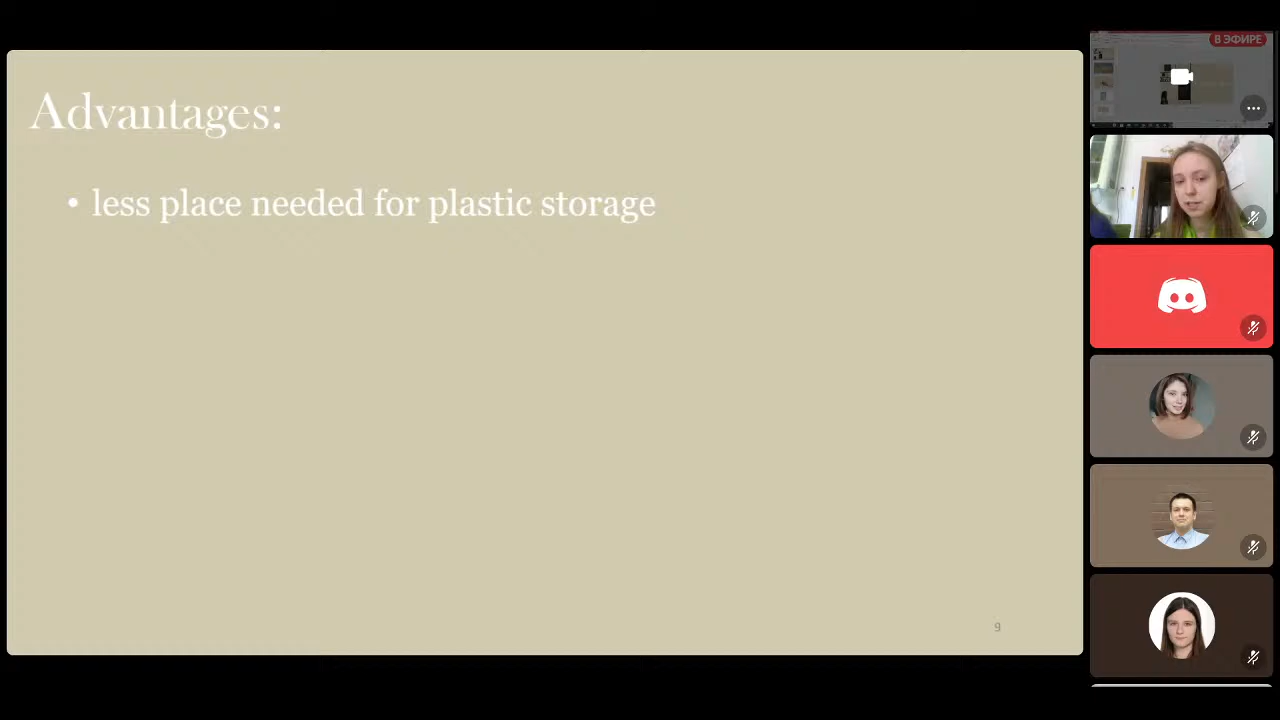 Advantages:
• less place needed for plastic storage
9
В ЭФИРЕ